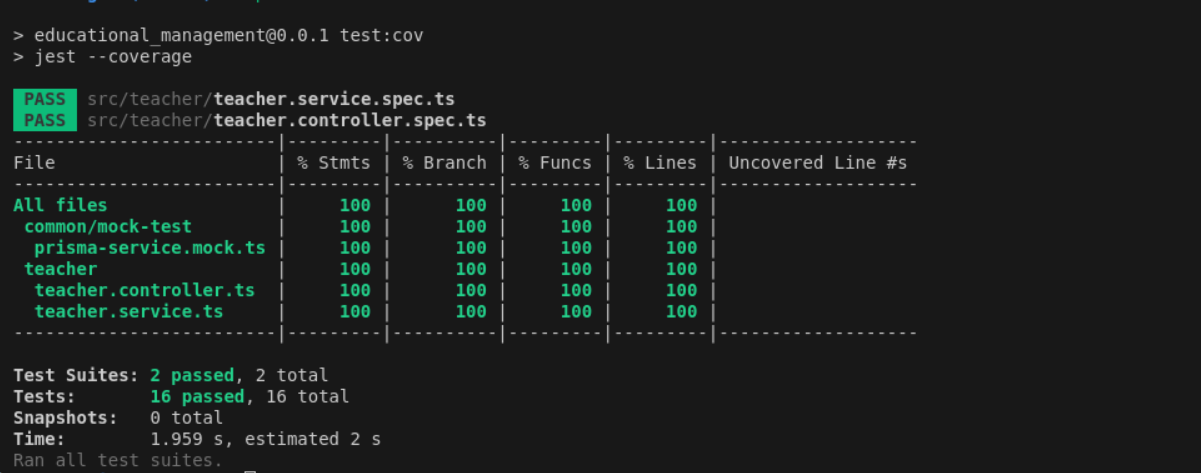 > educational_management@0.0.1 test:cov
> jest --coverage
PASS src/teacher/teacher.service.spec.ts
PASS src/teacher/teacher.controller.spec.ts
-------------------------|---------|----------|---------|---------|-------------------
File                     | % Stmts | % Branch | % Funcs | % Lines | Uncovered Line #s
-------------------------|---------|----------|---------|---------|-------------------
All files                |     100 |      100 |     100 |     100 |
 common/mock-test        |     100 |      100 |     100 |     100 |
  prisma-service.mock.ts |     100 |      100 |     100 |     100 |
 teacher                 |     100 |      100 |     100 |     100 |
  teacher.controller.ts  |     100 |      100 |     100 |     100 |
  teacher.service.ts     |     100 |      100 |     100 |     100 |
-------------------------|---------|----------|---------|---------|-------------------
Test Suites: 2 passed, 2 total
Tests:       16 passed, 16 total
Snapshots:   0 total
Time:        1.959 s, estimated 2 s
Ran all test suites.